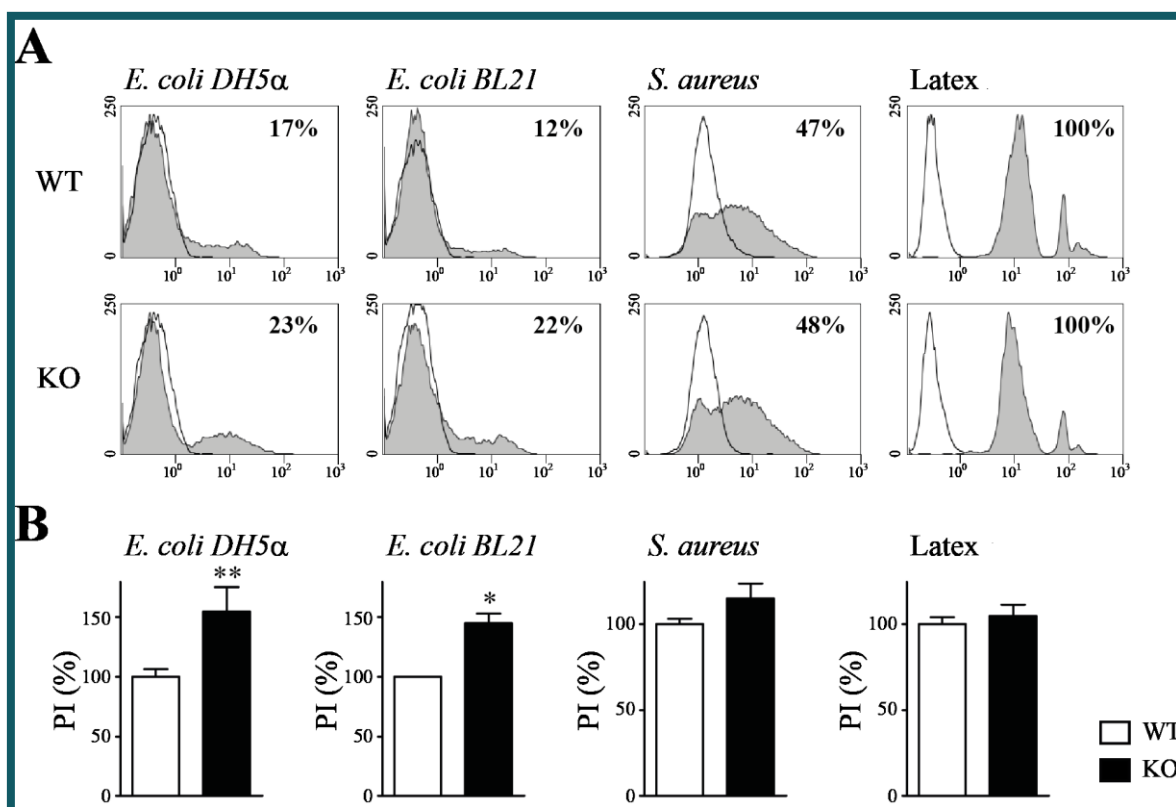 A
E. coli DH5α E. coli BL21 S. aureus Latex
WT
250 17% 0 10⁰ 10¹ 10² 10³
250 12% 0 10⁰ 10¹ 10² 10³
250 47% 0 10⁰ 10¹ 10² 10³
250 100% 0 10⁰ 10¹ 10² 10³
KO
250 23% 0 10⁰ 10¹ 10² 10³
250 22% 0 10⁰ 10¹ 10² 10³
250 48% 0 10⁰ 10¹ 10² 10³
250 100% 0 10⁰ 10¹ 10² 10³
B
E. coli DH5α E. coli BL21 S. aureus Latex
PI (%) 150 100 50 0 **
PI (%) 150 100 50 0 *
PI (%) 100 50 0
PI (%) 100 50 0
WT
KO